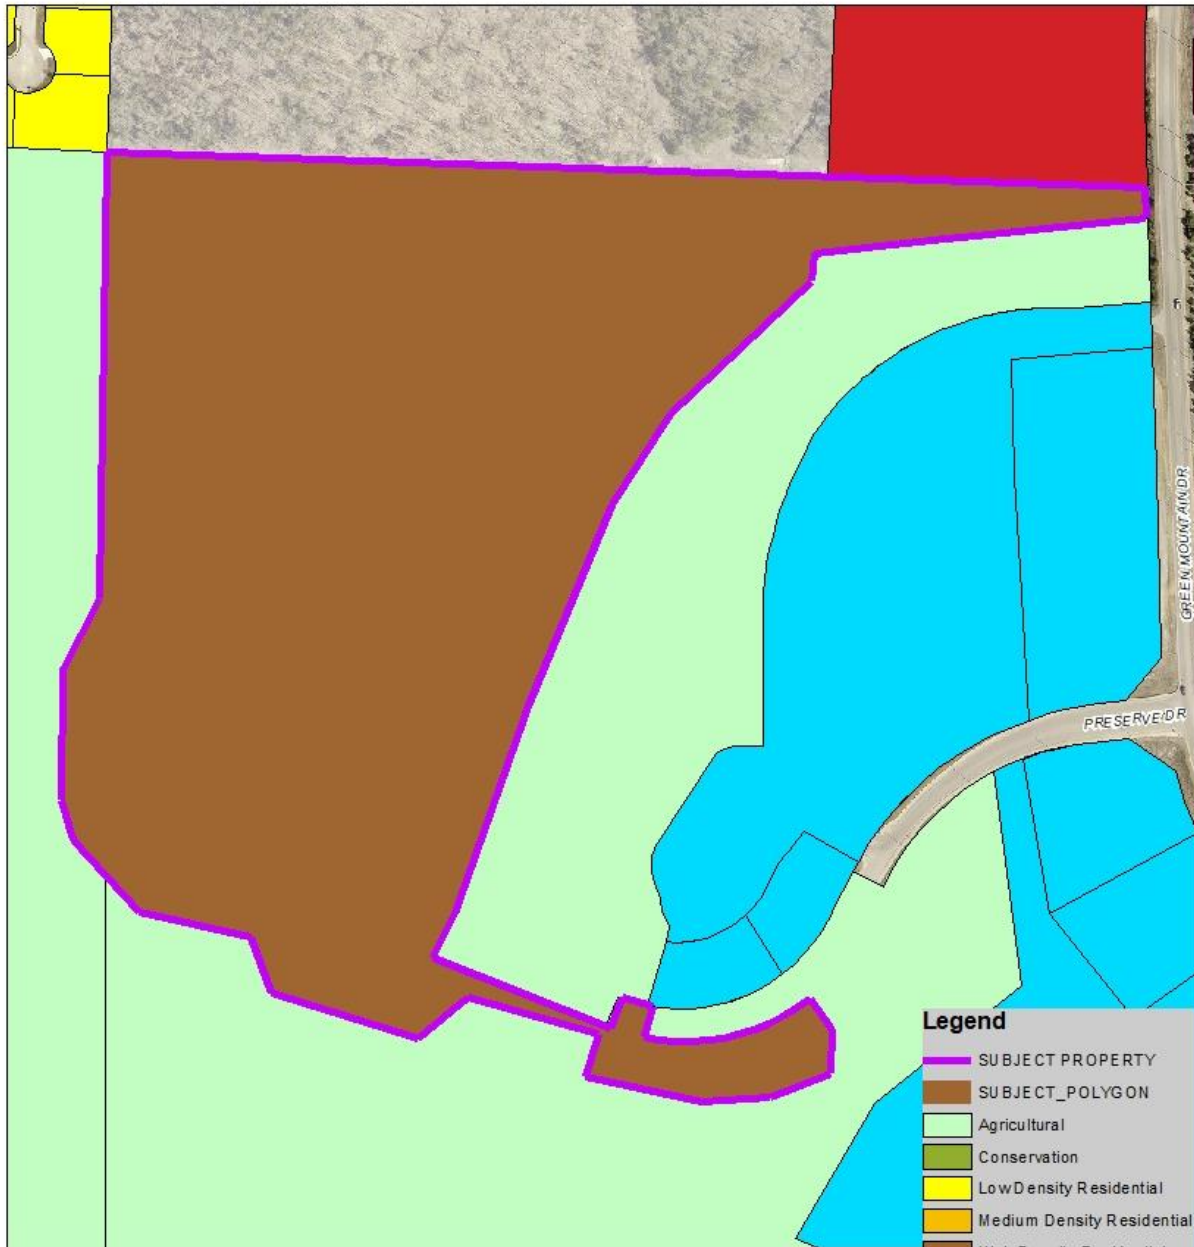 GREEN MOUNTAIN DR
PRESERVE DR
Legend
SUBJECT PROPERTY
SUBJECT_POLYGON
Agricultural
Conservation
Low Density Residential
Medium Density Residential